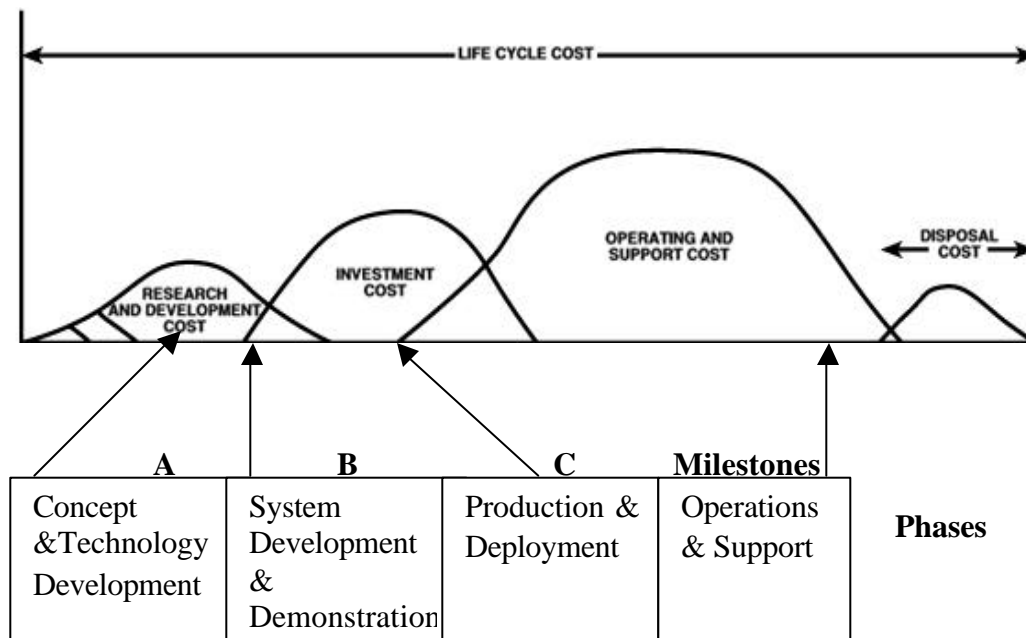 LIFE CYCLE COST
RESEARCH
AND DEVELOPMENT
COST
INVESTMENT
COST
OPERATING AND
SUPPORT COST
DISPOSAL
COST
A
B
C
Milestones
Concept
&Technology
Development
System
Development
&
Demonstration
Production &
Deployment
Operations
& Support
Phases